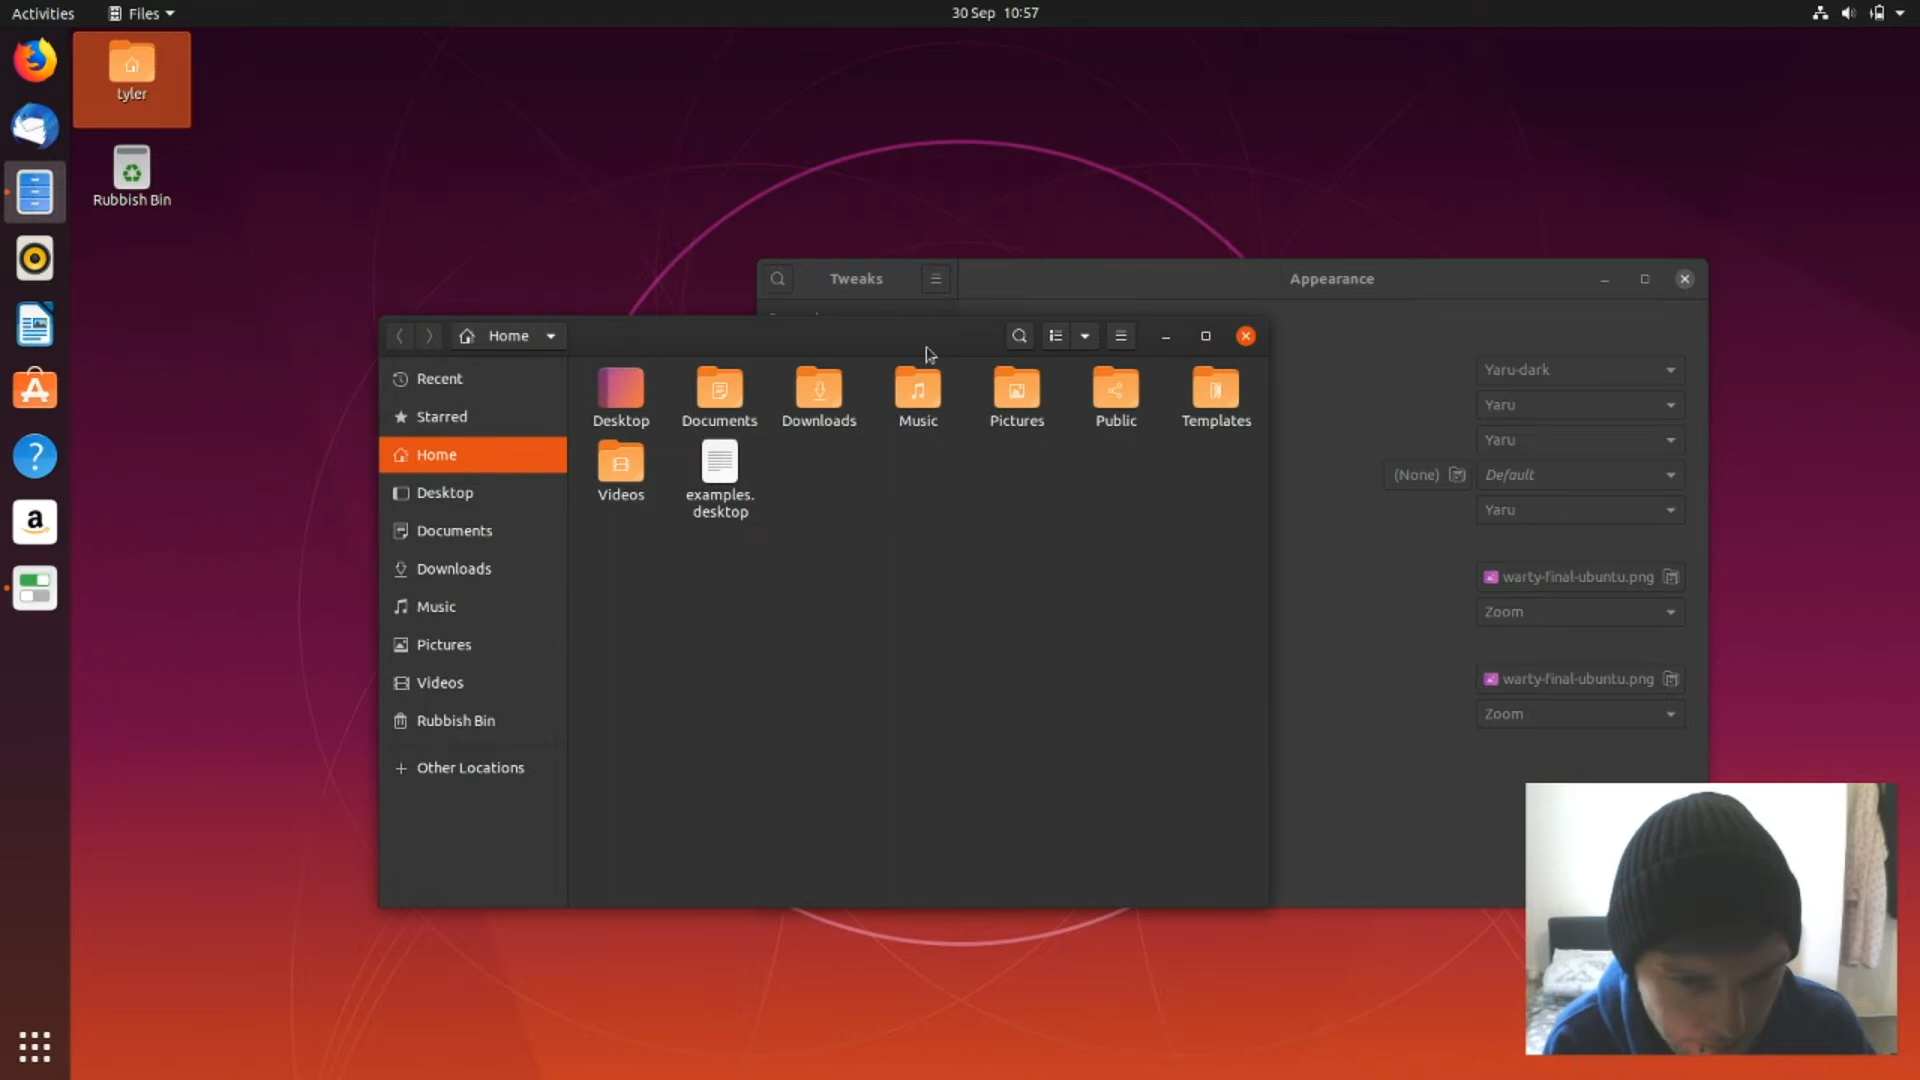 Activities
Files
30 Sep 10:57
tyler
Rubbish Bin
Tweaks
Appearance
Home
Recent
Starred
Home
Desktop
Documents
Downloads
Music
Pictures
Videos
Rubbish Bin
+ Other Locations
Desktop
Documents
Downloads
Music
Pictures
Public
Templates
Videos
examples.
desktop
Yaru-dark
Yaru
Yaru
(None)
Default
Yaru
warty-final-ubuntu.png
Zoom
warty-final-ubuntu.png
Zoom